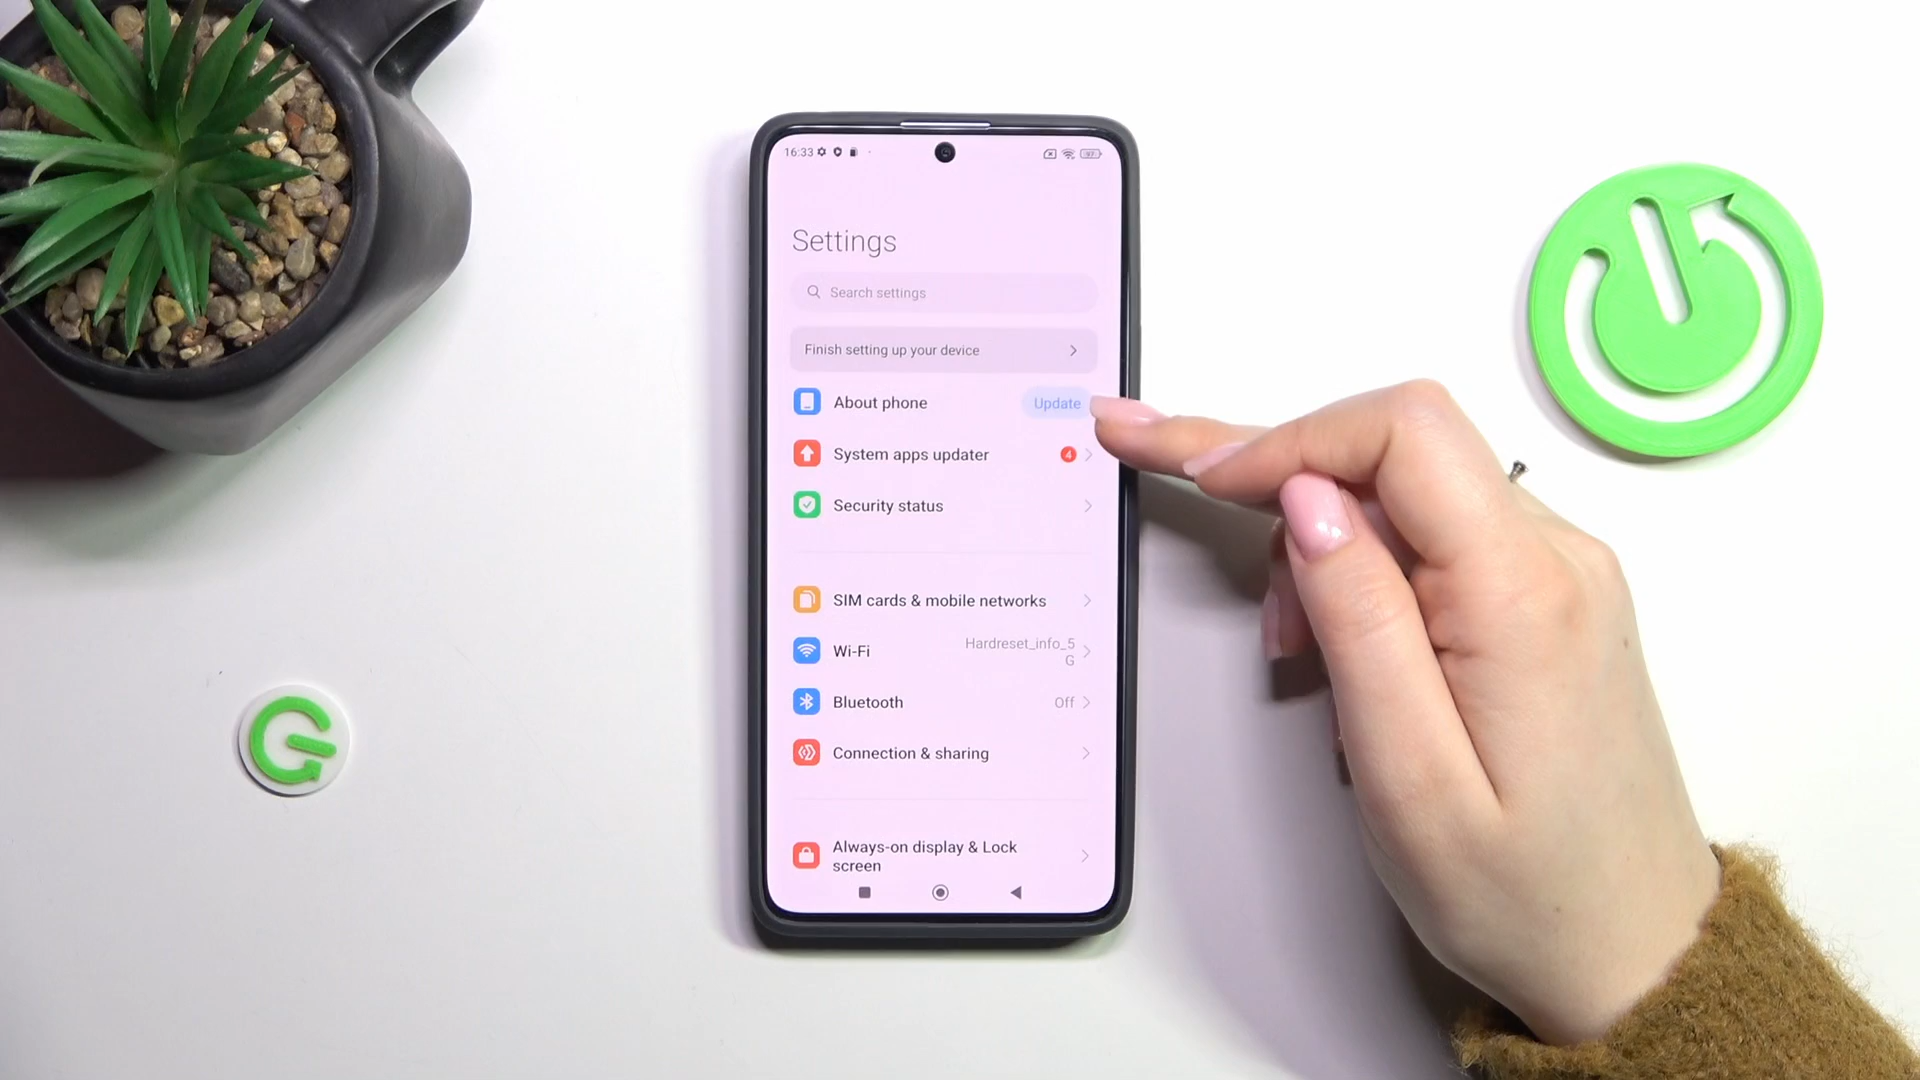 16:33
Settings
Search settings
Finish setting up your device
About phone Update
System apps updater 4
Security status
SIM cards & mobile networks
Wi-Fi Hardreset_info_5
G
Bluetooth Off
Connection & sharing
Always-on display & Lock
screen